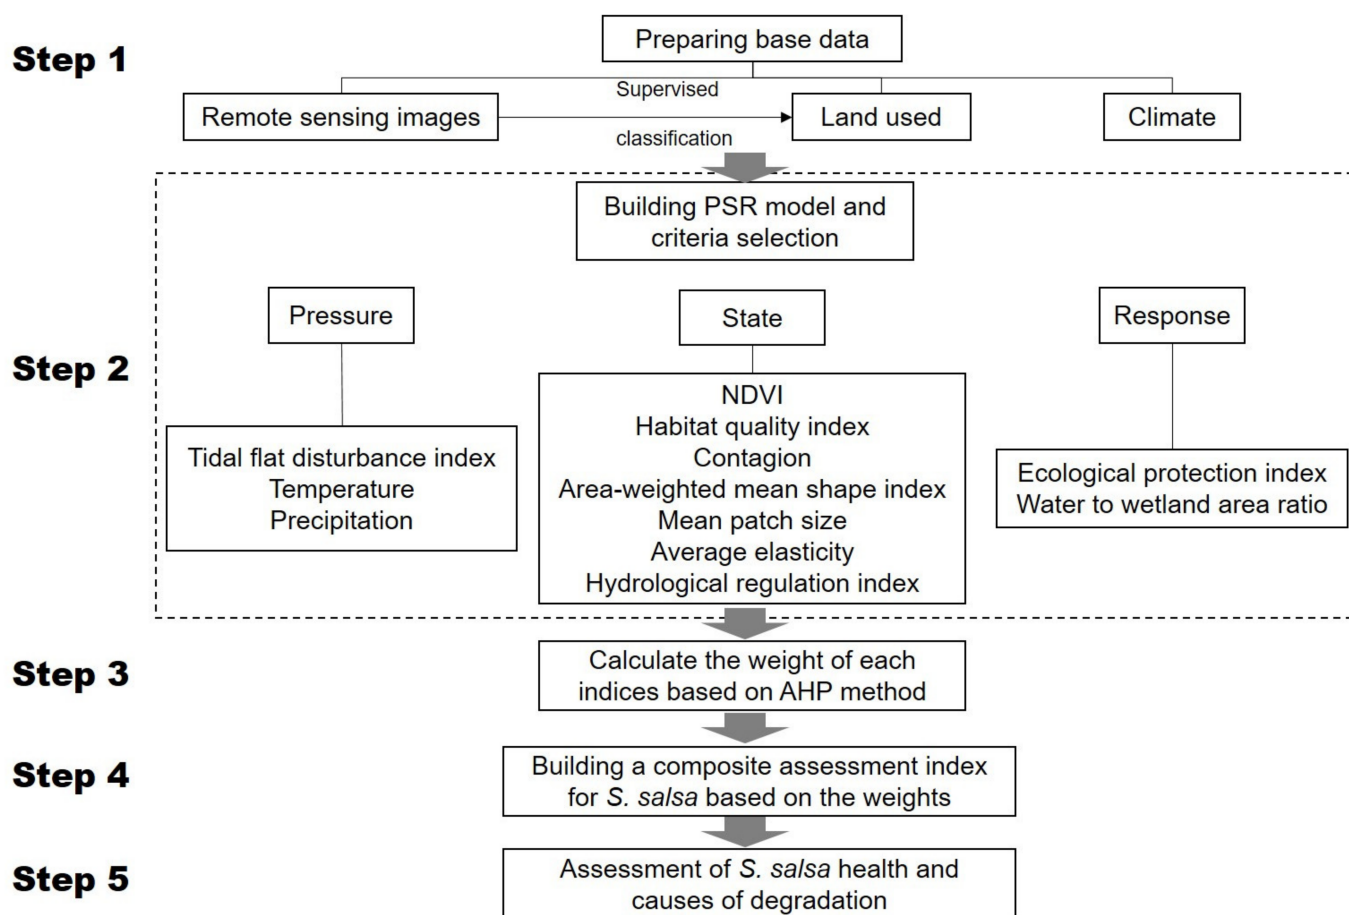 Step 1
Preparing base data
Supervised
Remote sensing images
Land used
Climate
classification
Building PSR model and
criteria selection
Step 2
Pressure
State
Response
Tidal flat disturbance index
Temperature
Precipitation
NDVI
Habitat quality index
Contagion
Area-weighted mean shape index
Mean patch size
Average elasticity
Hydrological regulation index
Ecological protection index
Water to wetland area ratio
Step 3
Calculate the weight of each
indices based on AHP method
Step 4
Building a composite assessment index
for S. salsa based on the weights
Step 5
Assessment of S. salsa health and
causes of degradation